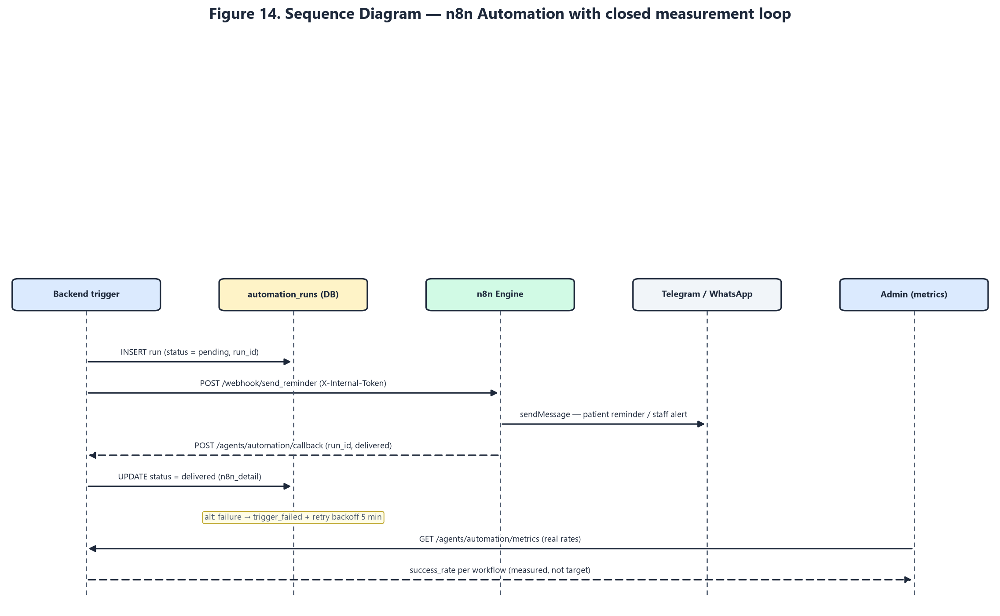 Figure 14. Sequence Diagram — n8n Automation with closed measurement loop
Backend trigger
automation_runs (DB)
n8n Engine
Telegram / WhatsApp
Admin (metrics)
INSERT run (status = pending, run_id)
POST /webhook/send_reminder (X-Internal-Token)
sendMessage — patient reminder / staff alert
POST /agents/automation/callback (run_id, delivered)
UPDATE status = delivered (n8n_detail)
alt: failure → trigger_failed + retry backoff 5 min
GET /agents/automation/metrics (real rates)
success_rate per workflow (measured, not target)